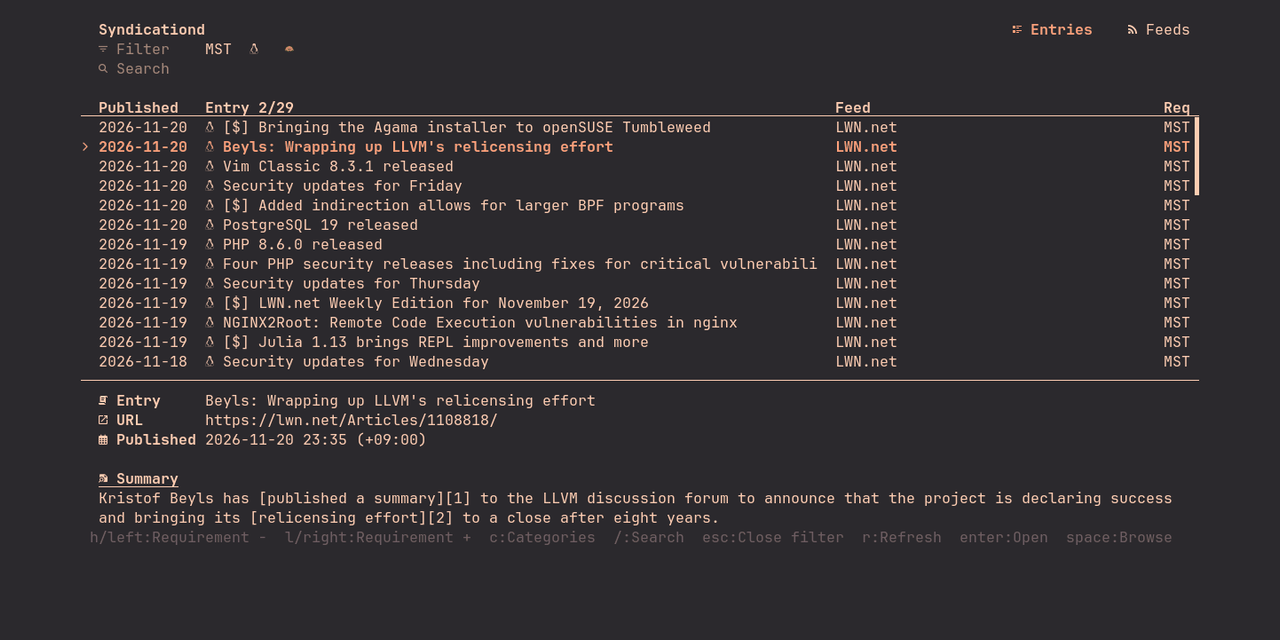 Syndicationd Entries Feeds
Filter MST
Search
Published Entry 2/29 Feed Req
2026-11-20 [$] Bringing the Agama installer to openSUSE Tumbleweed LWN.net MST
> 2026-11-20 Beyls: Wrapping up LLVM's relicensing effort LWN.net MST
2026-11-20 Vim Classic 8.3.1 released LWN.net MST
2026-11-20 Security updates for Friday LWN.net MST
2026-11-20 [$] Added indirection allows for larger BPF programs LWN.net MST
2026-11-20 PostgreSQL 19 released LWN.net MST
2026-11-19 PHP 8.6.0 released LWN.net MST
2026-11-19 Four PHP security releases including fixes for critical vulnerabili LWN.net MST
2026-11-19 Security updates for Thursday LWN.net MST
2026-11-19 [$] LWN.net Weekly Edition for November 19, 2026 LWN.net MST
2026-11-19 NGINX2Root: Remote Code Execution vulnerabilities in nginx LWN.net MST
2026-11-19 [$] Julia 1.13 brings REPL improvements and more LWN.net MST
2026-11-18 Security updates for Wednesday LWN.net MST
Entry Beyls: Wrapping up LLVM's relicensing effort
URL https://lwn.net/Articles/1108818/
Published 2026-11-20 23:35 (+09:00)
Summary
Kristof Beyls has [published a summary][1] to the LLVM discussion forum to announce that the project is declaring success
and bringing its [relicensing effort][2] to a close after eight years.
h/left:Requirement - l/right:Requirement + c:Categories /:Search esc:Close filter r:Refresh enter:Open space:Browse